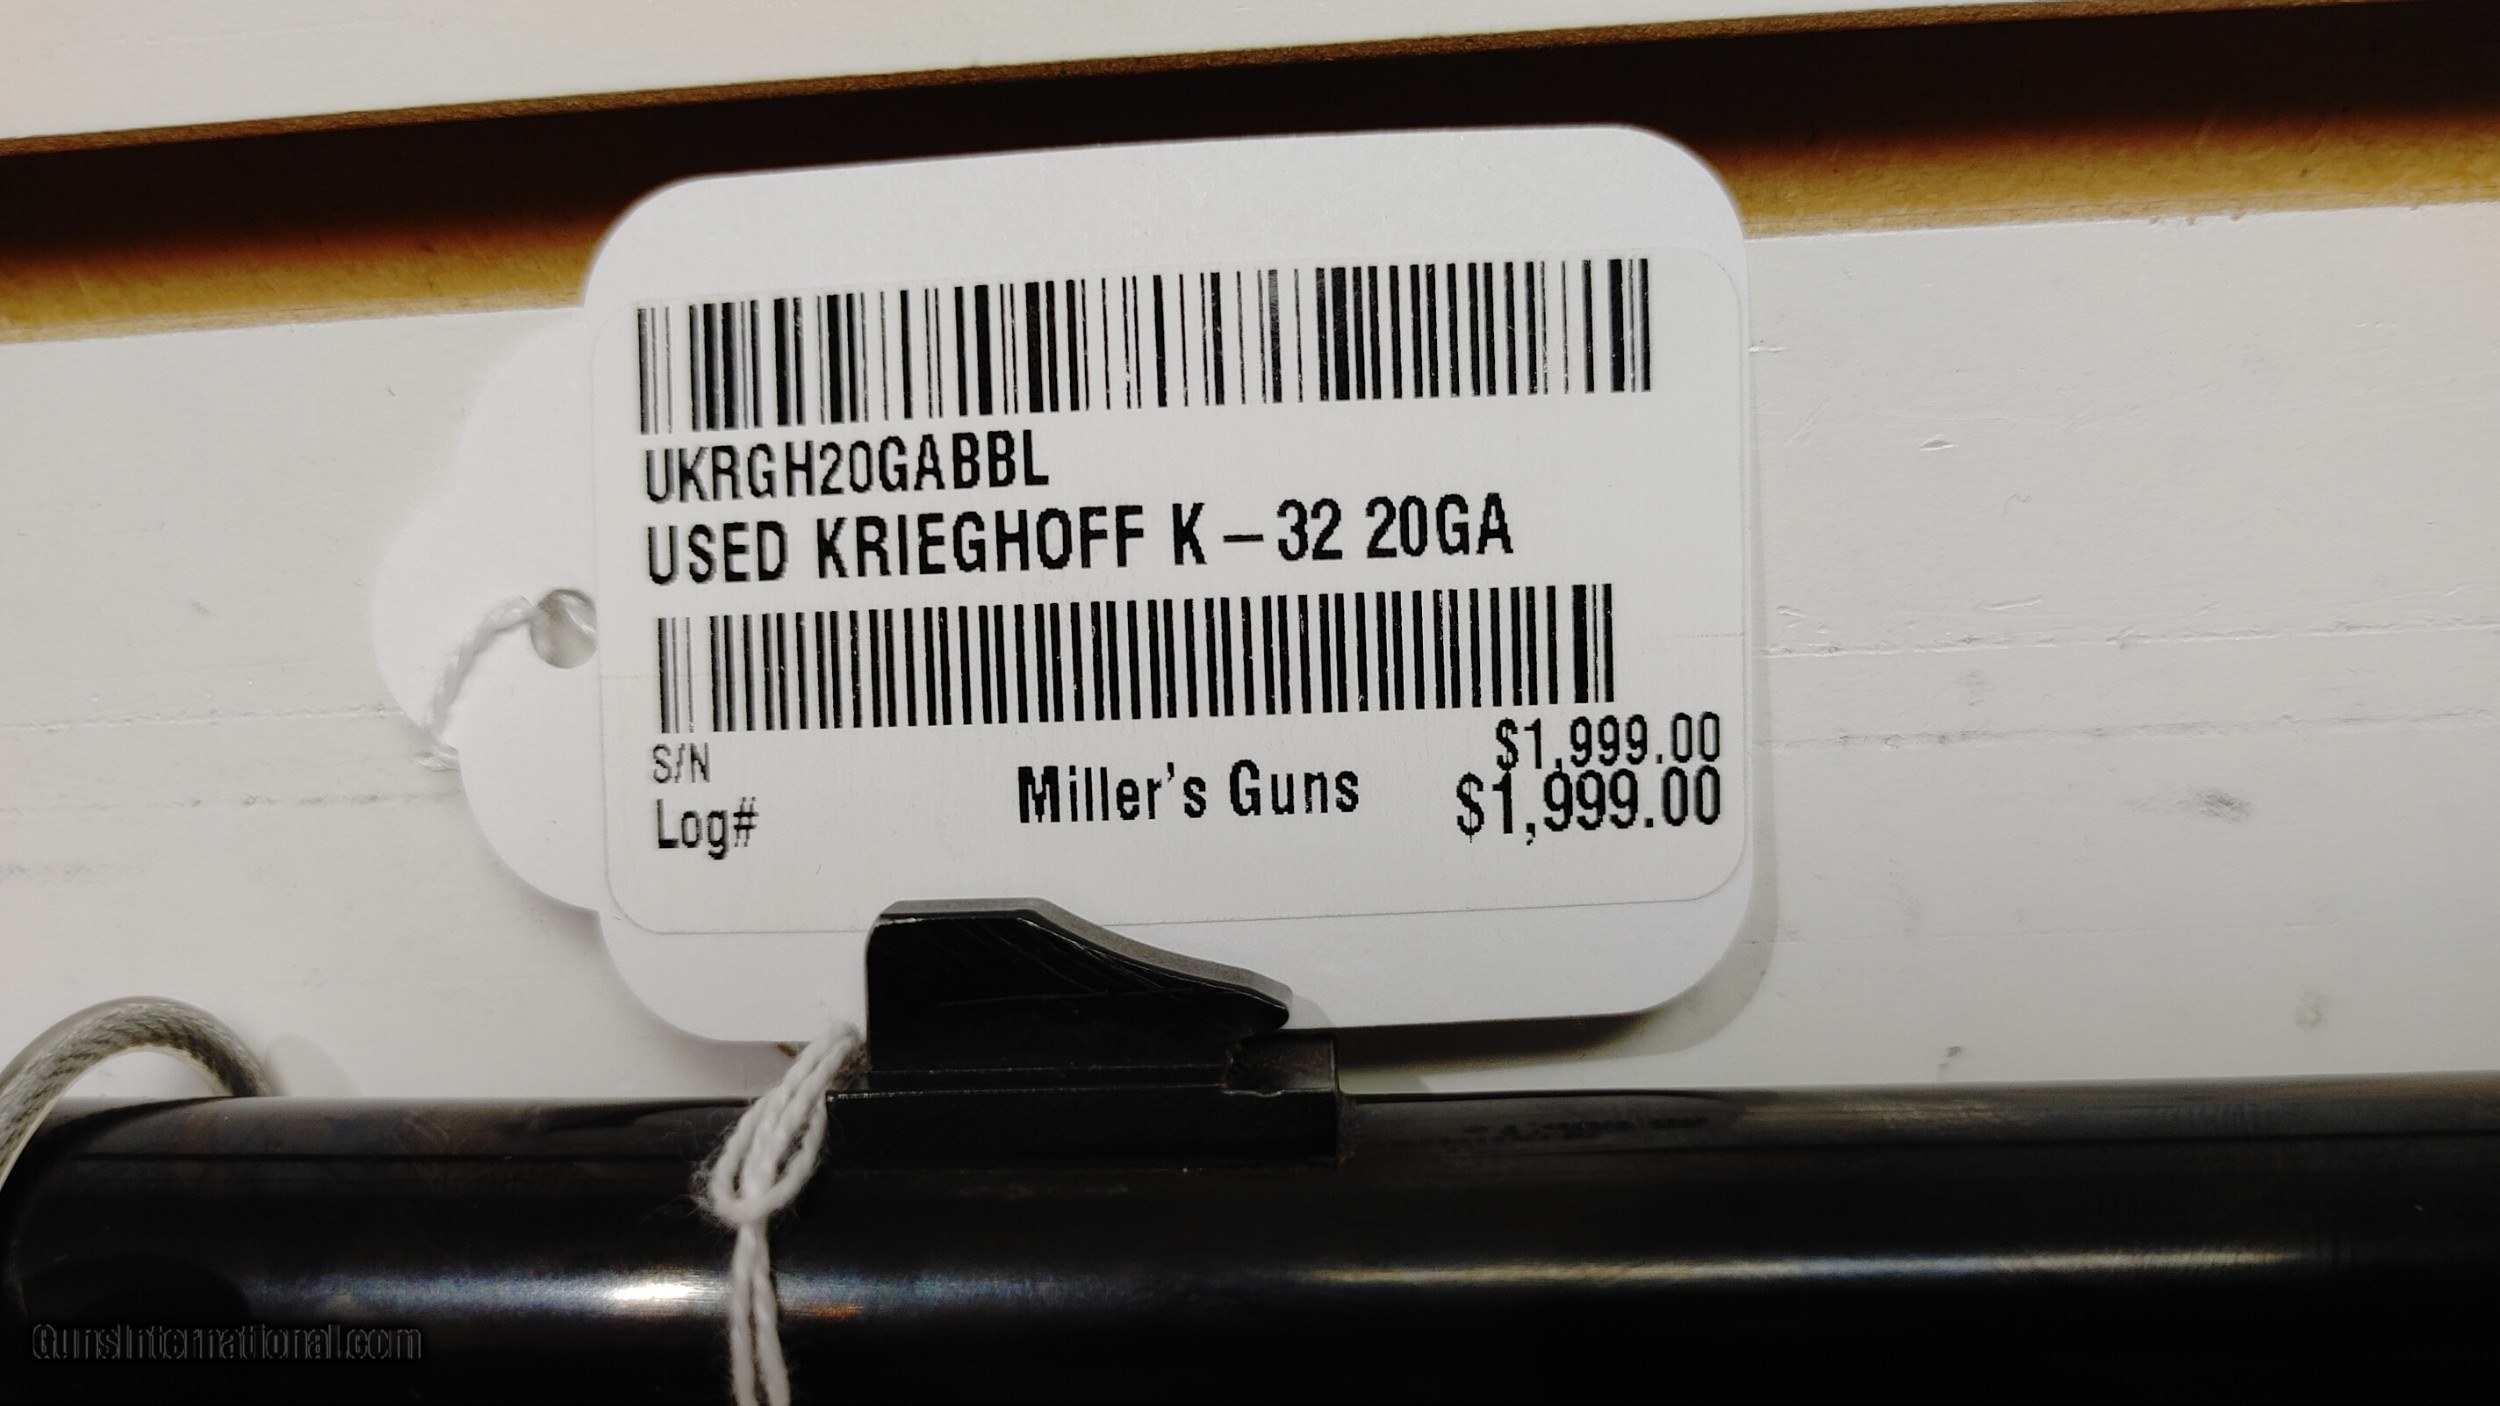 UKRGH20GABBL
USED KRIEGHOFF K-32 20GA
S/N
$1,999.00
Log#
Miller's Guns
$1,999.00
GunsInternational.com